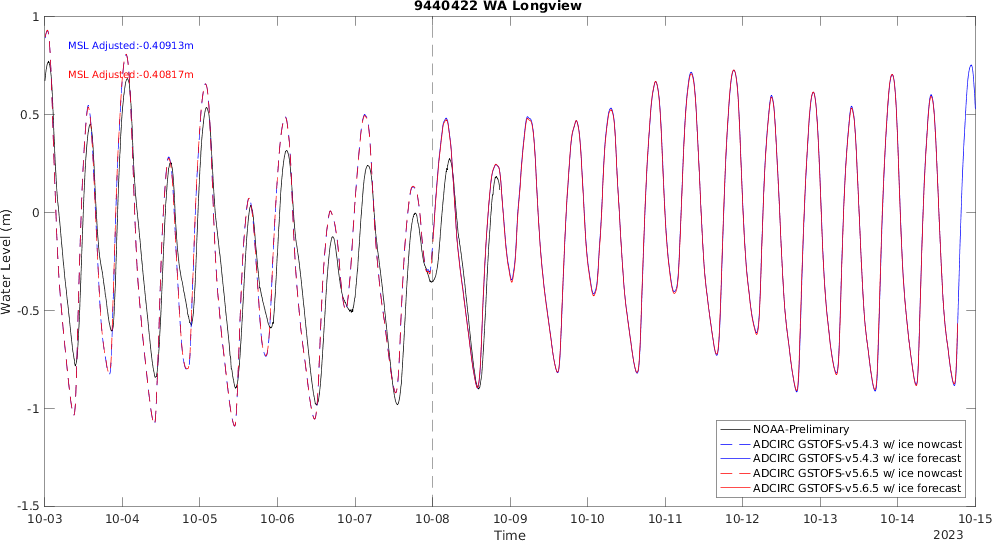 9440422 WA Longview
MSL Adjusted:-0.40913m
MSL Adjusted:-0.40817m
Water Level (m)
1
0.5
0
-0.5
-1
-1.5
NOAA-Preliminary
ADCIRC GSTOFS-v5.4.3 w/ ice nowcast
ADCIRC GSTOFS-v5.4.3 w/ ice forecast
ADCIRC GSTOFS-v5.6.5 w/ ice nowcast
ADCIRC GSTOFS-v5.6.5 w/ ice forecast
10-03 10-04 10-05 10-06 10-07 10-08 10-09 10-10 10-11 10-12 10-13 10-14 10-15
Time
2023